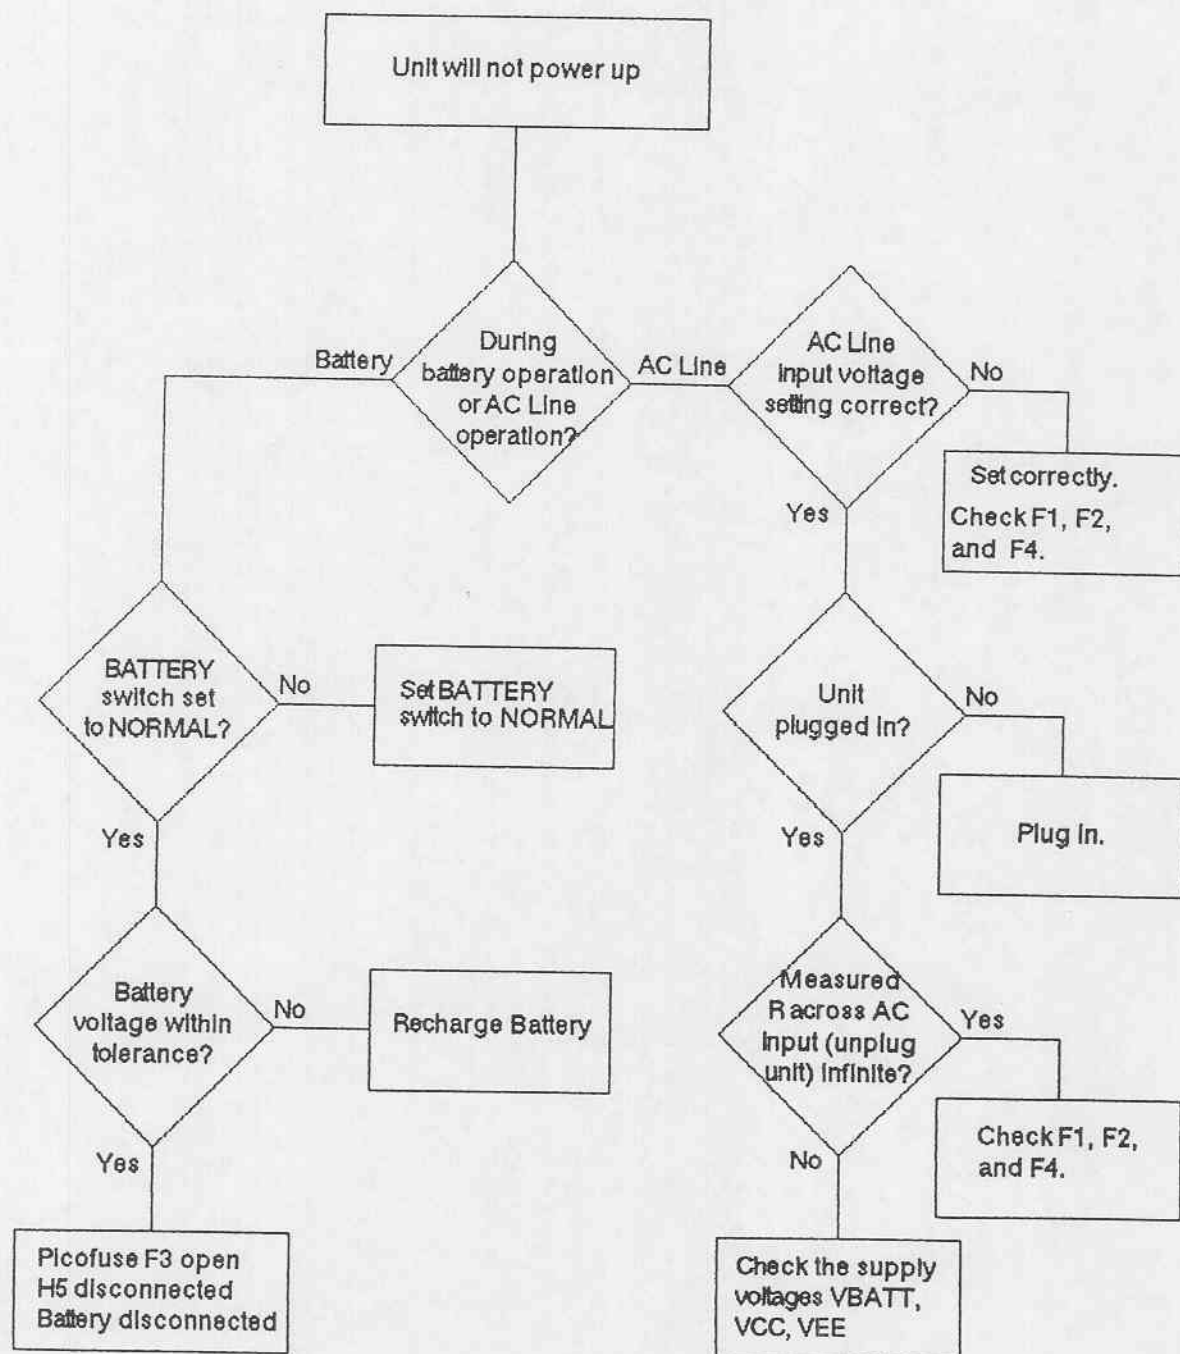 Unit will not power up
During
battery operation
or AC Line
operation?
Battery
AC Line
AC Line
input voltage
setting correct?
No
Set correctly.
Check F1, F2,
and F4.
Yes
BATTERY
switch set
to NORMAL?
No
Set BATTERY
switch to NORMAL
Unit
plugged in?
No
Plug in.
Yes
Yes
Battery
voltage within
tolerance?
No
Recharge Battery
Measured
R across AC
input (unplug
unit) infinite?
Yes
Check F1, F2,
and F4.
Yes
No
Picofuse F3 open
H5 disconnected
Battery disconnected
Check the supply
voltages VBATT,
VCC, VEE